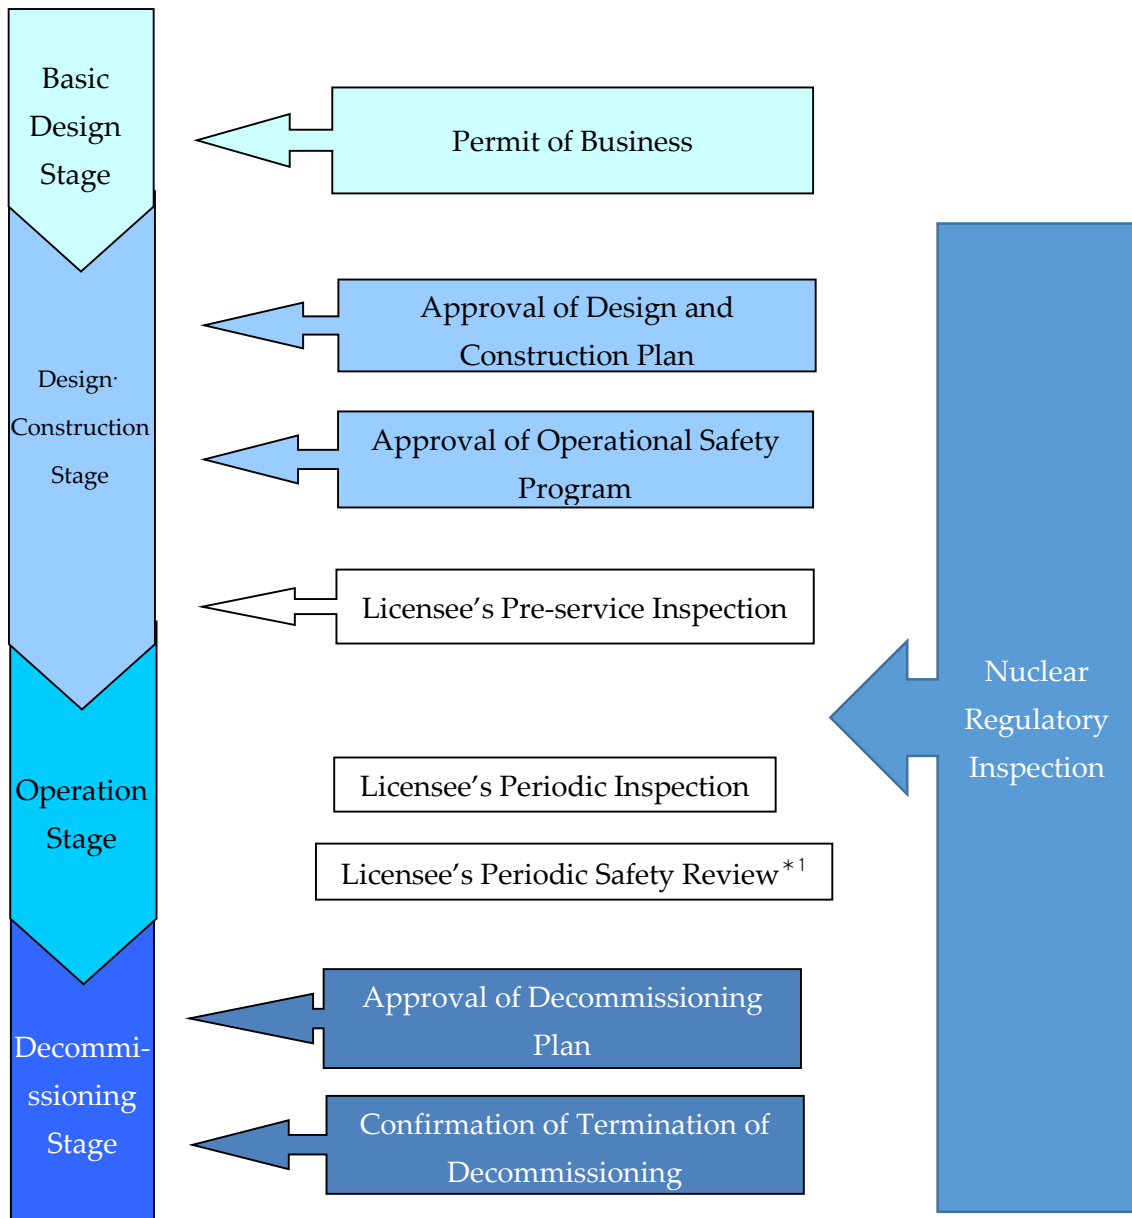 Basic
Design
Stage
Permit of Business
Approval of Design and
Construction Plan
Design·
Construction
Stage
Approval of Operational Safety
Program
Licensee’s Pre-service Inspection
Nuclear
Regulatory
Inspection
Operation
Stage
Licensee’s Periodic Inspection
Licensee’s Periodic Safety Review*1
Approval of Decommissioning
Plan
Decommi-
ssioning
Stage
Confirmation of Termination of
Decommissioning